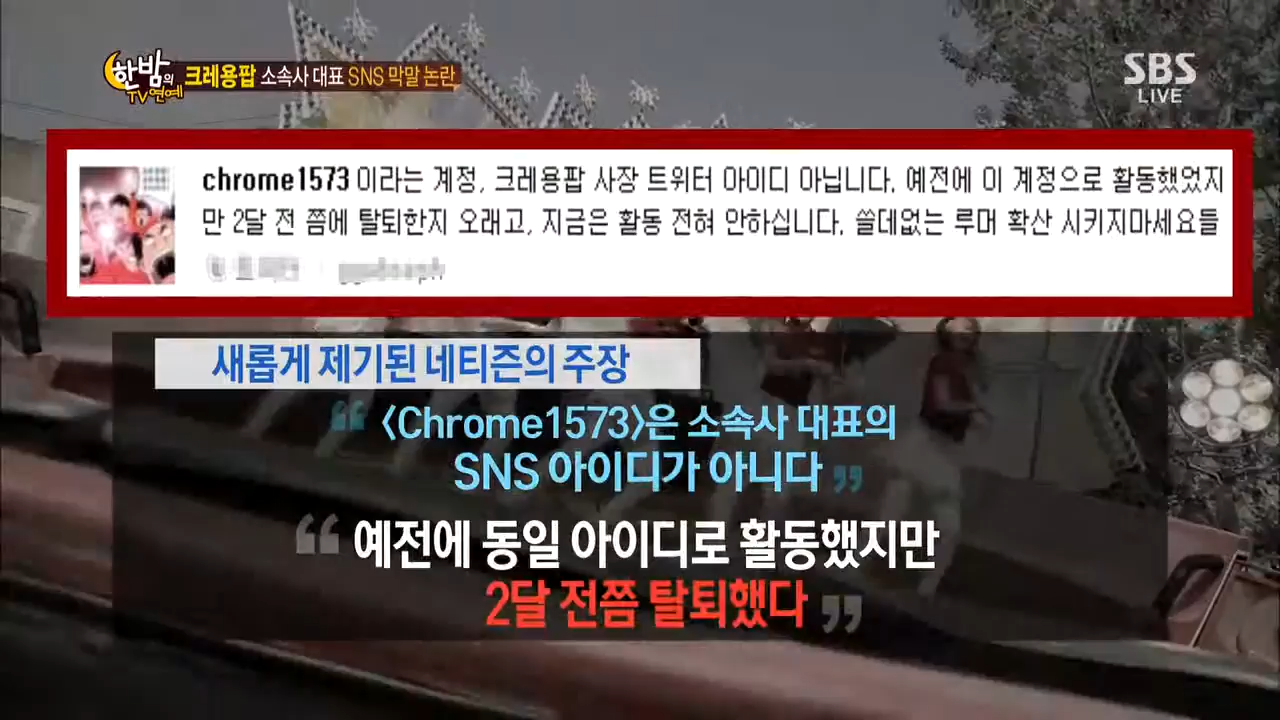 한밤의 TV연예
크레용팝 소속사 대표 SNS 막말 논란
SBS
LIVE
chrome1573 이라는 계정, 크레용팝 사장 트위터 아이디 아닙니다. 예전에 이 계정으로 활동했었지
만 2달 전 쯤에 탈퇴한지 오래고, 지금은 활동 전혀 안하십니다. 쓸데없는 루머 확산 시키지마세요들
새롭게 제기된 네티즌의 주장
“〈Chrome1573〉은 소속사 대표의
SNS 아이디가 아니다”
“예전에 동일 아이디로 활동했지만
2달 전쯤 탈퇴했다”